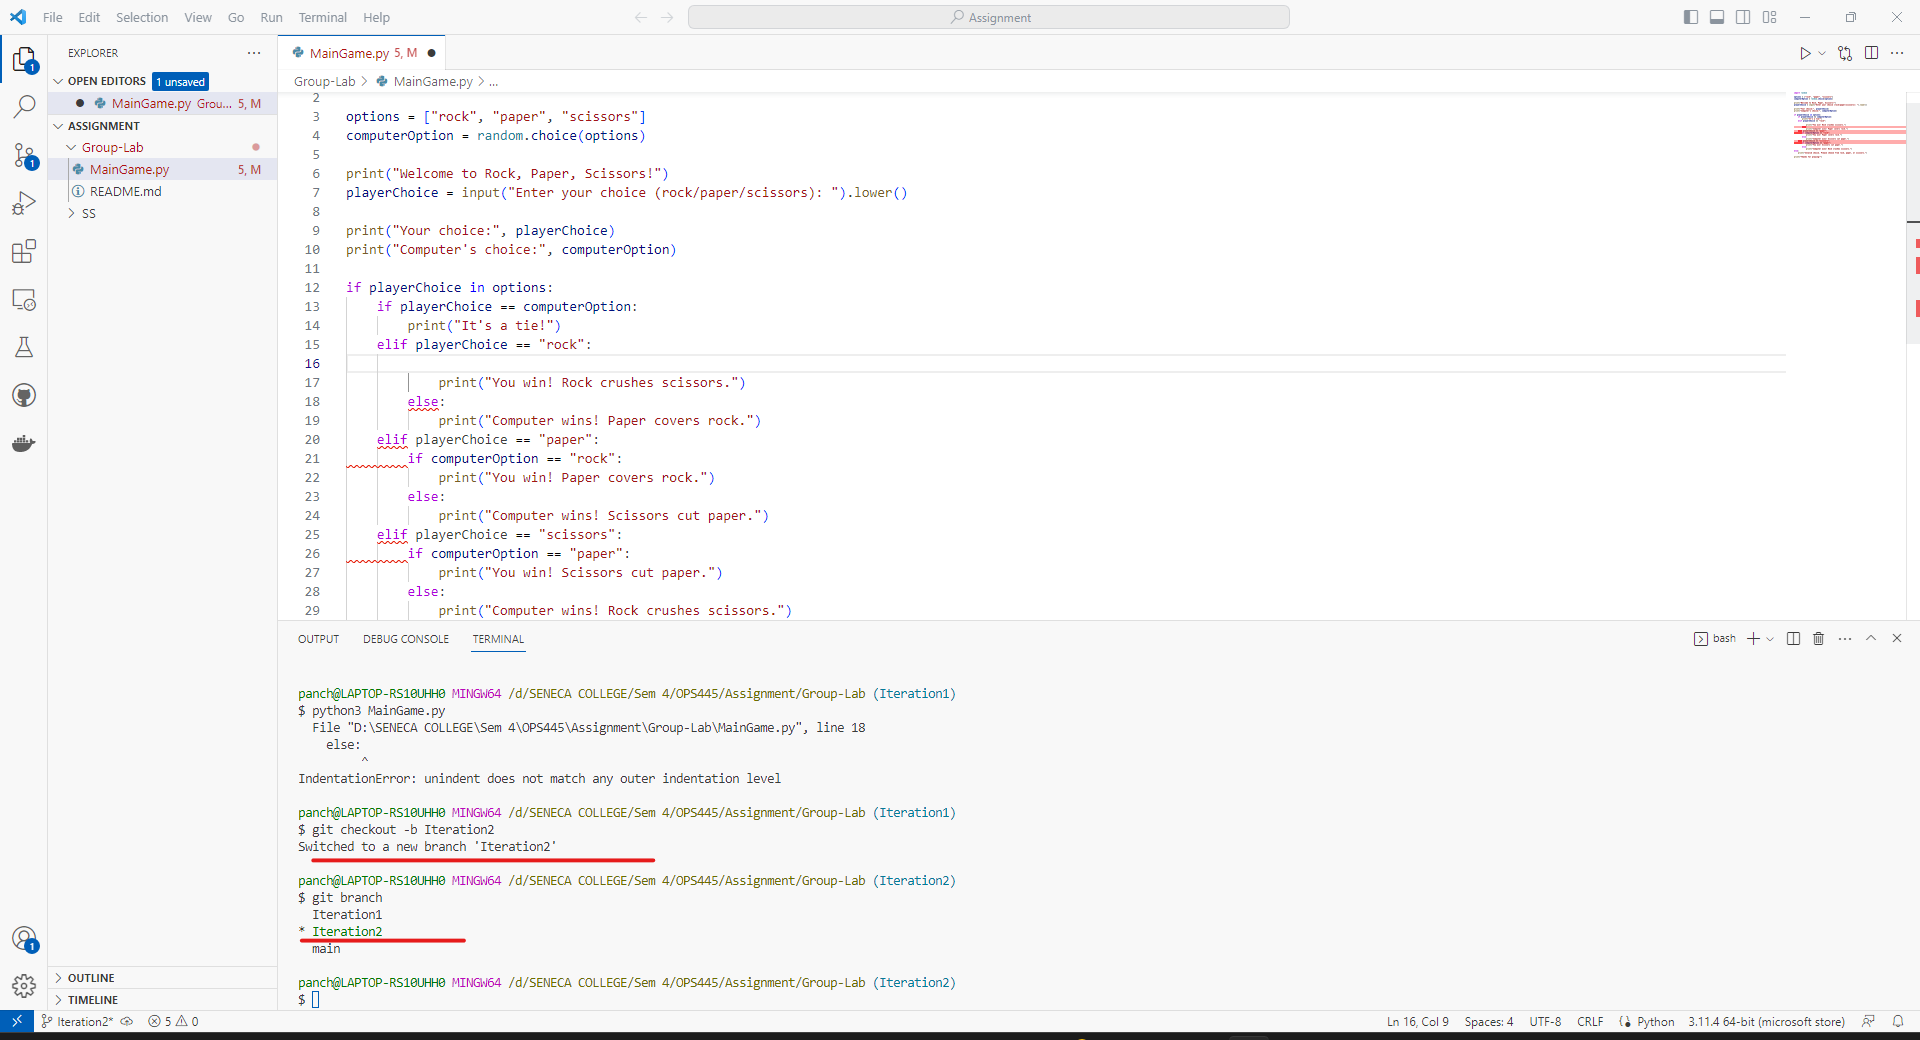 File Edit Selection View Go Run Terminal Help
Assignment
EXPLORER
OPEN EDITORS 1 unsaved
MainGame.py Grou... 5, M
ASSIGNMENT
Group-Lab
MainGame.py 5, M
README.md
SS
OUTLINE
TIMELINE
MainGame.py 5, M
Group-Lab > MainGame.py > ...
2
3 options = ["rock", "paper", "scissors"]
4 computerOption = random.choice(options)
5
6 print("Welcome to Rock, Paper, Scissors!")
7 playerChoice = input("Enter your choice (rock/paper/scissors): ").lower()
8
9 print("Your choice:", playerChoice)
10 print("Computer's choice:", computerOption)
11
12 if playerChoice in options:
13 if playerChoice == computerOption:
14 print("It's a tie!")
15 elif playerChoice == "rock":
16
17 print("You win! Rock crushes scissors.")
18 else:
19 print("Computer wins! Paper covers rock.")
20 elif playerChoice == "paper":
21 if computerOption == "rock":
22 print("You win! Paper covers rock.")
23 else:
24 print("Computer wins! Scissors cut paper.")
25 elif playerChoice == "scissors":
26 if computerOption == "paper":
27 print("You win! Scissors cut paper.")
28 else:
29 print("Computer wins! Rock crushes scissors.")
OUTPUT DEBUG CONSOLE TERMINAL
bash
panch@LAPTOP-RS10UHH0 MINGW64 /d/SENECA COLLEGE/Sem 4/OPS445/Assignment/Group-Lab (Iteration1)
$ python3 MainGame.py
File "D:\SENECA COLLEGE\Sem 4\OPS445\Assignment\Group-Lab\MainGame.py", line 18
else:
^
IndentationError: unindent does not match any outer indentation level
panch@LAPTOP-RS10UHH0 MINGW64 /d/SENECA COLLEGE/Sem 4/OPS445/Assignment/Group-Lab (Iteration1)
$ git checkout -b Iteration2
Switched to a new branch 'Iteration2'
panch@LAPTOP-RS10UHH0 MINGW64 /d/SENECA COLLEGE/Sem 4/OPS445/Assignment/Group-Lab (Iteration2)
$ git branch
Iteration1
* Iteration2
main
panch@LAPTOP-RS10UHH0 MINGW64 /d/SENECA COLLEGE/Sem 4/OPS445/Assignment/Group-Lab (Iteration2)
$
Iteration2* 5 0 Ln 16, Col 9 Spaces: 4 UTF-8 CRLF Python 3.11.4 64-bit (microsoft store)
1
1
1